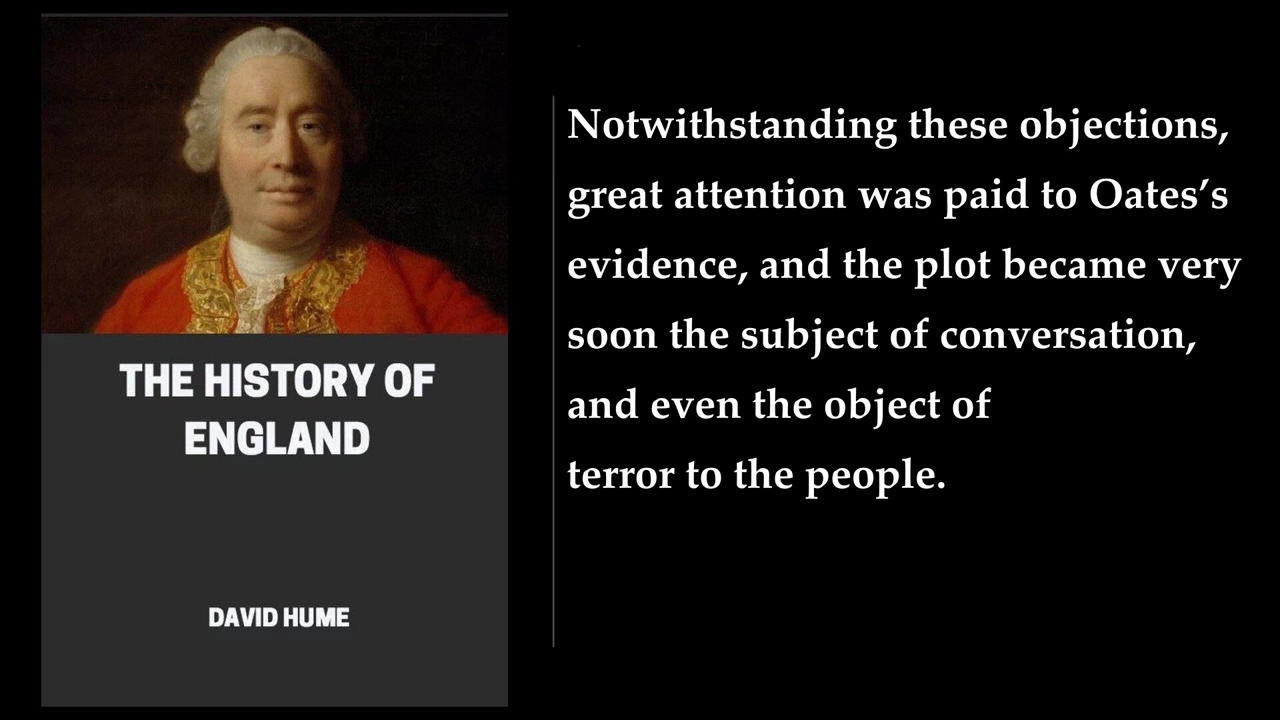 THE HISTORY OF
ENGLAND
DAVID HUME
Notwithstanding these objections,
great attention was paid to Oates’s
evidence, and the plot became very
soon the subject of conversation,
and even the object of
terror to the people.